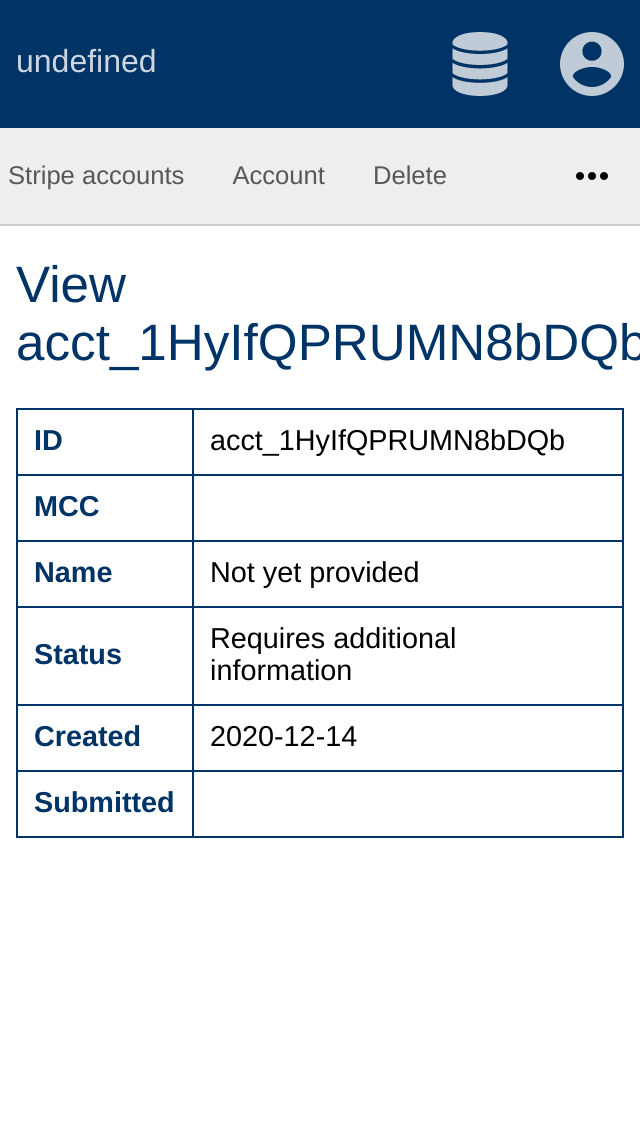 undefined
Stripe accounts Account Delete
View
acct_1HyIfQPRUMN8bDQb
ID acct_1HyIfQPRUMN8bDQb
MCC
Name Not yet provided
Status Requires additional
information
Created 2020-12-14
Submitted